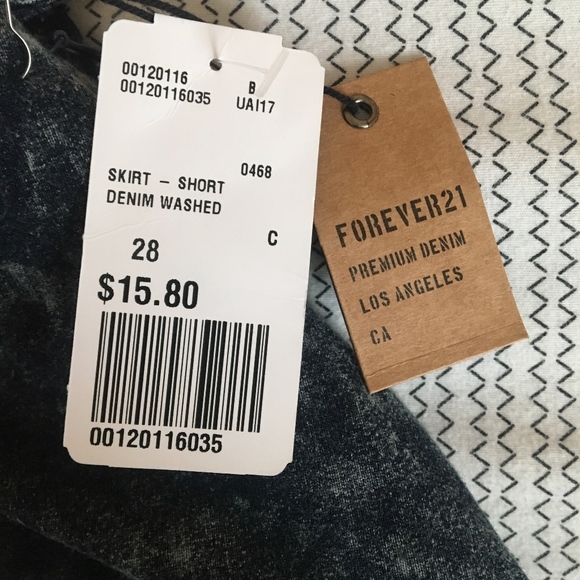 00120116 B
00120116035 UAI17
0468
SKIRT – SHORT
DENIM WASHED
C
28
$15.80
00120116035
FOREVER21
PREMIUM DENIM
LOS ANGELES
CA